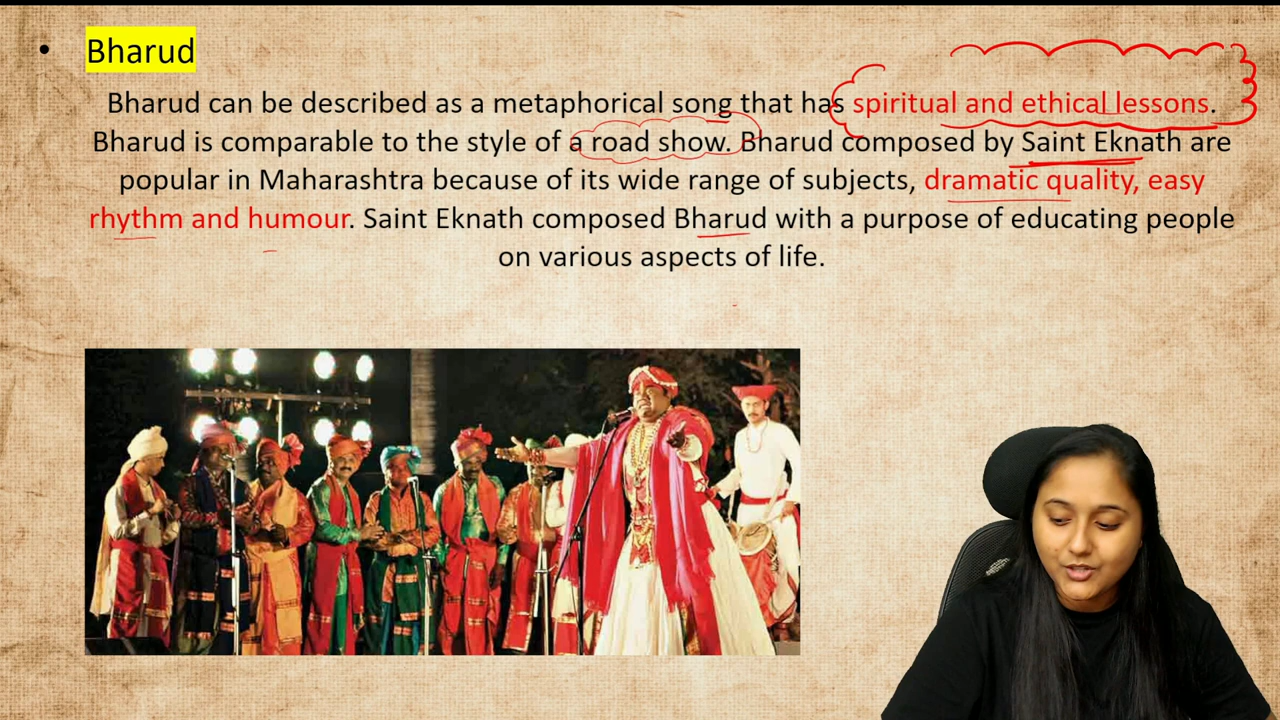 • Bharud
Bharud can be described as a metaphorical song that has spiritual and ethical lessons.
Bharud is comparable to the style of a road show. Bharud composed by Saint Eknath are
popular in Maharashtra because of its wide range of subjects, dramatic quality, easy
rhythm and humour. Saint Eknath composed Bharud with a purpose of educating people
on various aspects of life.